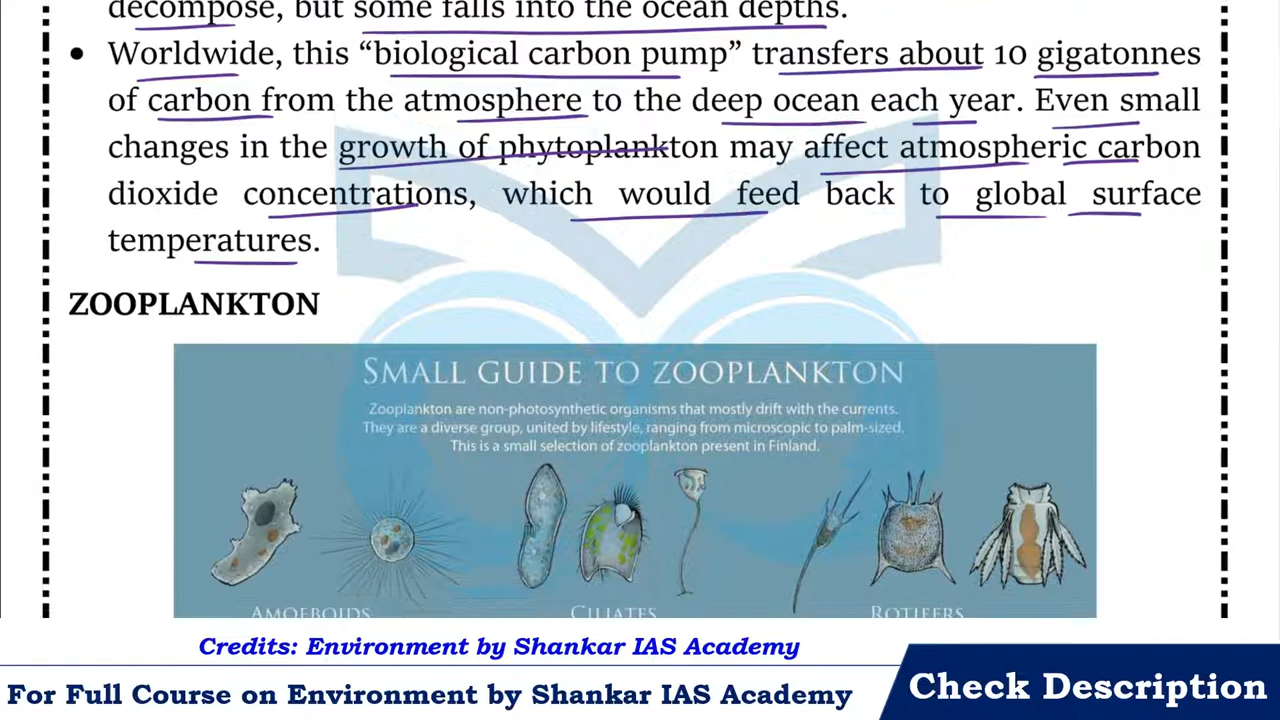 decompose, but some falls into the ocean depths.
• Worldwide, this “biological carbon pump” transfers about 10 gigatonnes
of carbon from the atmosphere to the deep ocean each year. Even small
changes in the growth of phytoplankton may affect atmospheric carbon
dioxide concentrations, which would feed back to global surface
temperatures.
ZOOPLANKTON
SMALL GUIDE TO ZOOPLANKTON
Zooplankton are non-photosynthetic organisms that mostly drift with the currents.
They are a diverse group, united by lifestyle, ranging from microscopic to palm-sized.
This is a small selection of zooplankton present in Finland.
AMOEBOIDS CILIATES ROTIFERS
Credits: Environment by Shankar IAS Academy
For Full Course on Environment by Shankar IAS Academy
Check Description